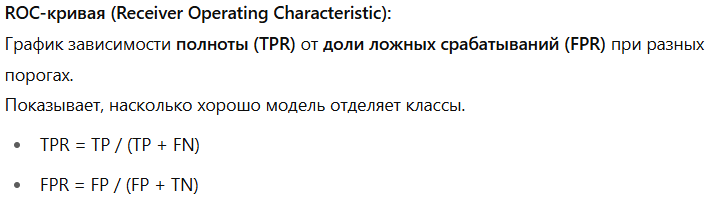 ROC-кривая (Receiver Operating Characteristic):
График зависимости полноты (TPR) от доли ложных срабатываний (FPR) при разных
порогах.
Показывает, насколько хорошо модель отделяет классы.
• TPR = TP / (TP + FN)
• FPR = FP / (FP + TN)